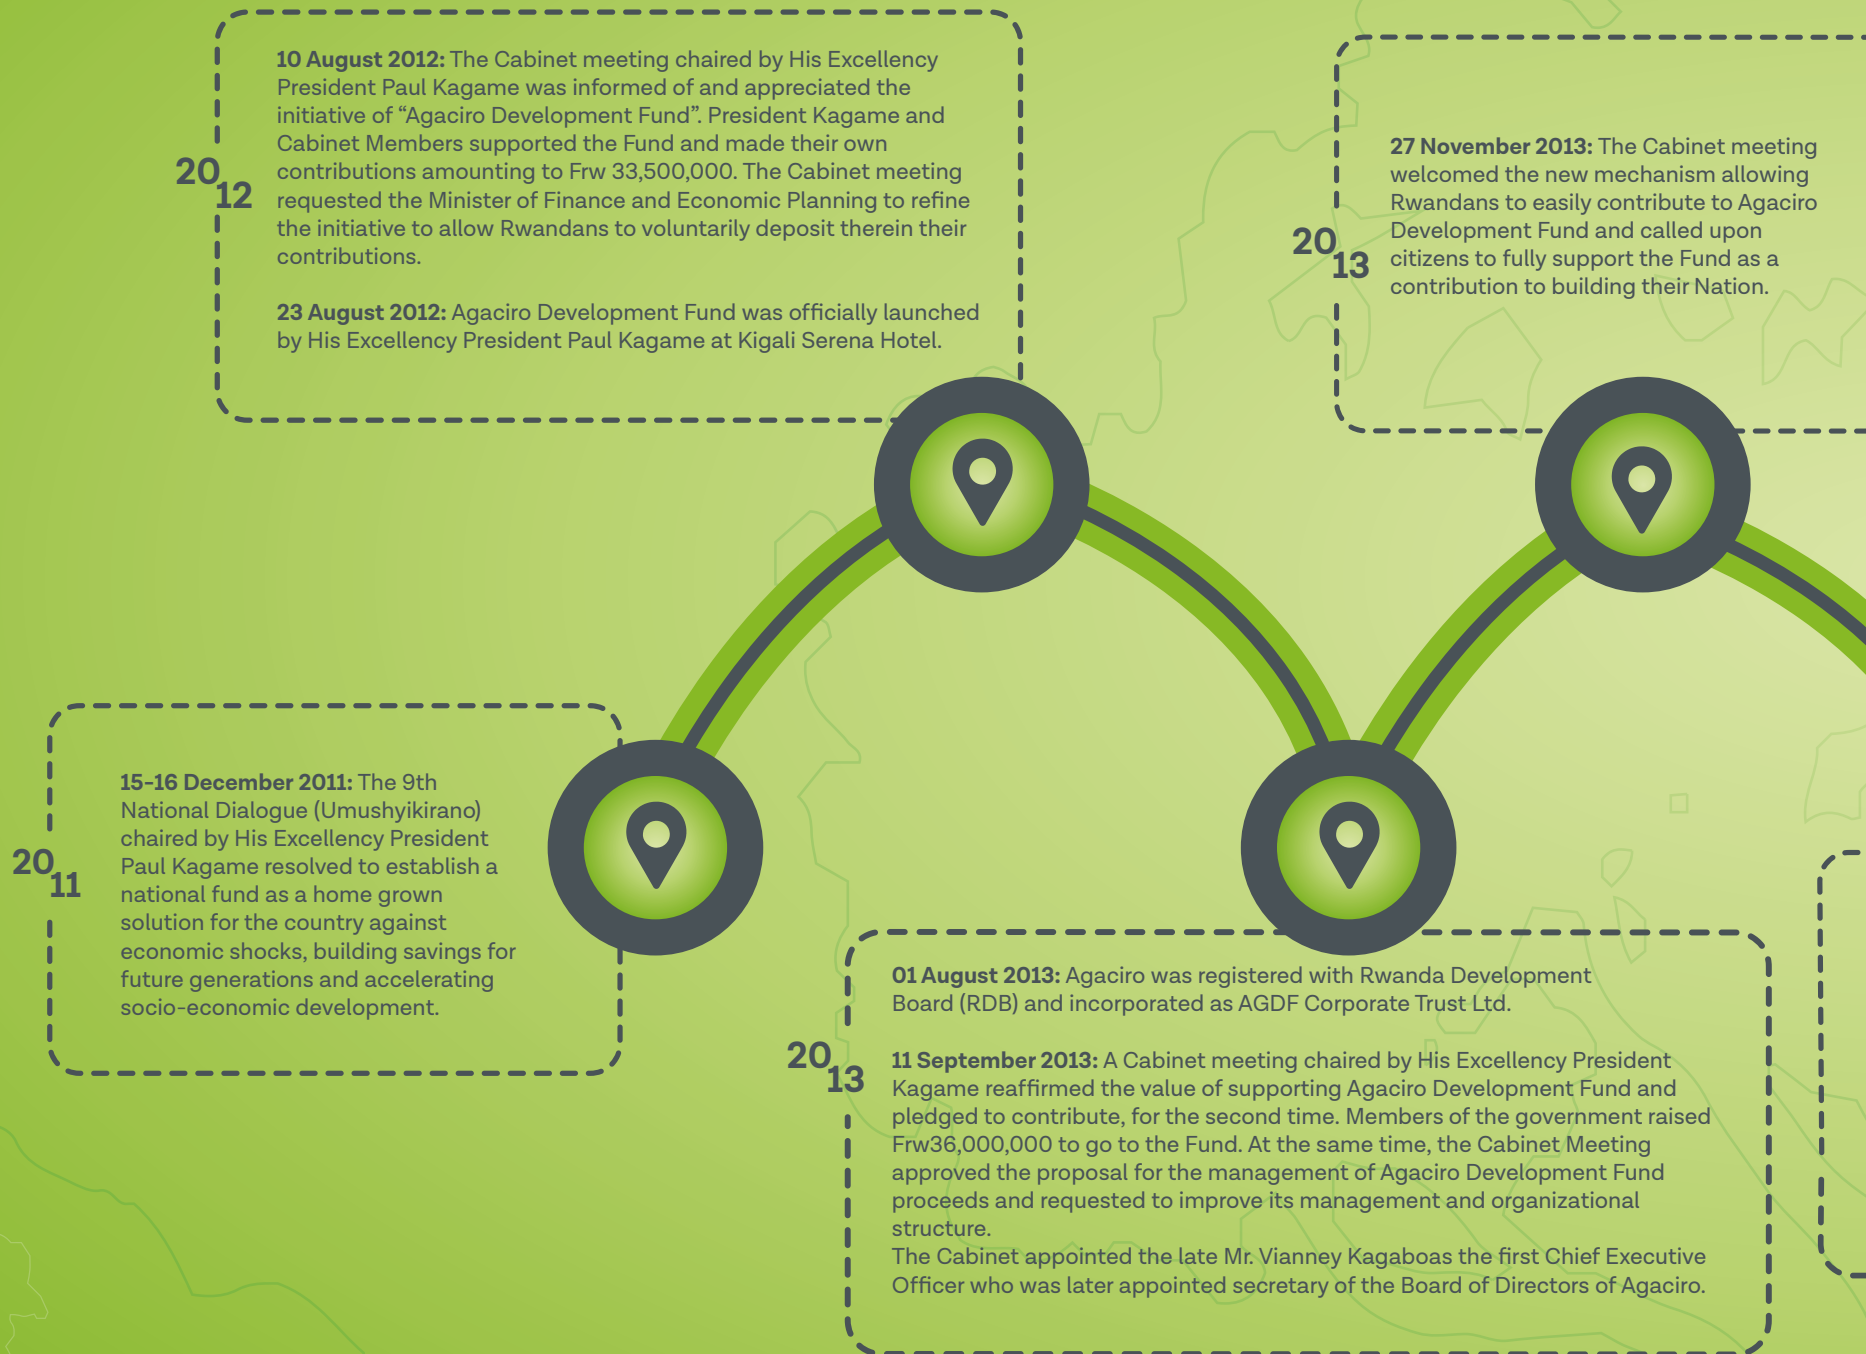 20
11
15-16 December 2011: The 9th
National Dialogue (Umushyikirano)
chaired by His Excellency President
Paul Kagame resolved to establish a
national fund as a home grown
solution for the country against
economic shocks, building savings for
future generations and accelerating
socio-economic development.
20
12
10 August 2012: The Cabinet meeting chaired by His Excellency
President Paul Kagame was informed of and appreciated the
initiative of “Agaciro Development Fund”. President Kagame and
Cabinet Members supported the Fund and made their own
contributions amounting to Frw 33,500,000. The Cabinet meeting
requested the Minister of Finance and Economic Planning to refine
the initiative to allow Rwandans to voluntarily deposit therein their
contributions.
23 August 2012: Agaciro Development Fund was officially launched
by His Excellency President Paul Kagame at Kigali Serena Hotel.
20
13
01 August 2013: Agaciro was registered with Rwanda Development
Board (RDB) and incorporated as AGDF Corporate Trust Ltd.
11 September 2013: A Cabinet meeting chaired by His Excellency President
Kagame reaffirmed the value of supporting Agaciro Development Fund and
pledged to contribute, for the second time. Members of the government raised
Frw36,000,000 to go to the Fund. At the same time, the Cabinet Meeting
approved the proposal for the management of Agaciro Development Fund
proceeds and requested to improve its management and organizational
structure.
The Cabinet appointed the late Mr. Vianney Kagaboas the first Chief Executive
Officer who was later appointed secretary of the Board of Directors of Agaciro.
20
13
27 November 2013: The Cabinet meeting
welcomed the new mechanism allowing
Rwandans to easily contribute to Agaciro
Development Fund and called upon
citizens to fully support the Fund as a
contribution to building their Nation.